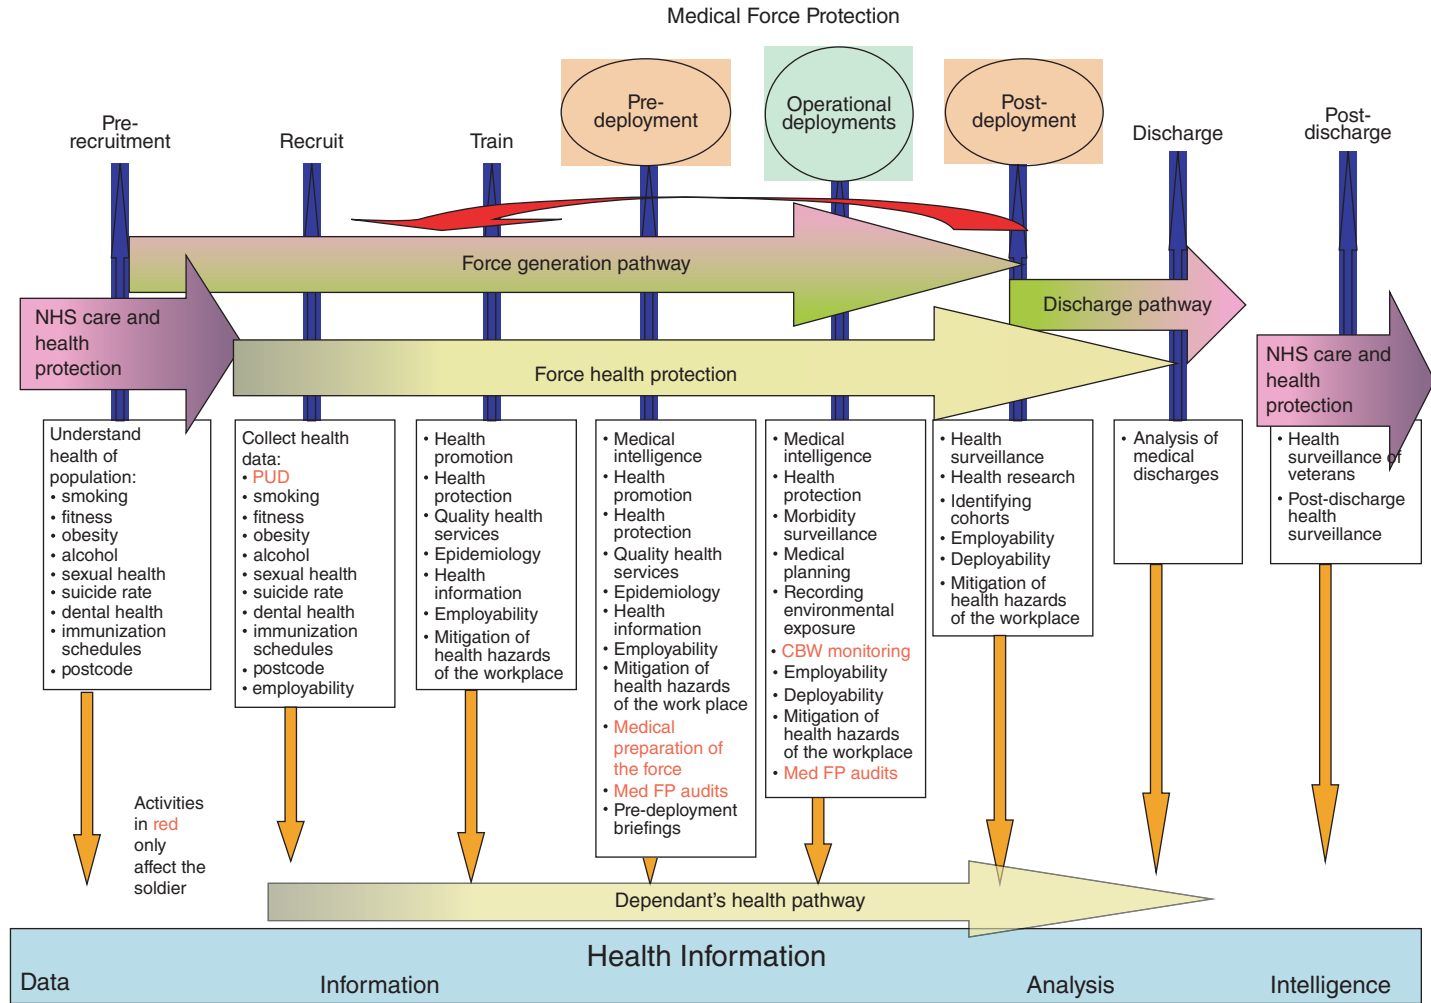 Medical Force Protection
Pre-
recruitment
Recruit
Train
Pre-
deployment
Operational
deployments
Post-
deployment
Discharge
Post-
discharge
Force generation pathway
Discharge pathway
NHS care and
health
protection
Force health protection
NHS care and
health
protection
Understand
health of
population:
• smoking
• fitness
• obesity
• alcohol
• sexual health
• suicide rate
• dental health
• immunization
schedules
• postcode
Collect health
data:
• PUD
• smoking
• fitness
• obesity
• alcohol
• sexual health
• suicide rate
• dental health
• immunization
schedules
• postcode
• employability
• Health
promotion
• Health
protection
• Quality health
services
• Epidemiology
• Health
information
• Employability
• Mitigation of
health hazards
of the workplace
• Medical
intelligence
• Health
promotion
• Health
protection
• Quality health
services
• Epidemiology
• Health
information
• Employability
• Mitigation of
health hazards
of the work place
• Medical
preparation of
the force
• Med FP audits
• Pre-deployment
briefings
• Medical
intelligence
• Health
protection
• Morbidity
surveillance
• Medical
planning
• Recording
environmental
exposure
• CBW monitoring
• Employability
• Deployability
• Mitigation of
health hazards
of the workplace
• Med FP audits
• Health
surveillance
• Health research
• Identifying
cohorts
• Employability
• Deployability
• Mitigation of
health hazards
of the workplace
• Analysis of
medical
discharges
• Health
surveillance of
veterans
• Post-discharge
health
surveillance
Activities
in red
only
affect the
soldier
Dependant's health pathway
Health Information
Data
Information
Analysis
Intelligence